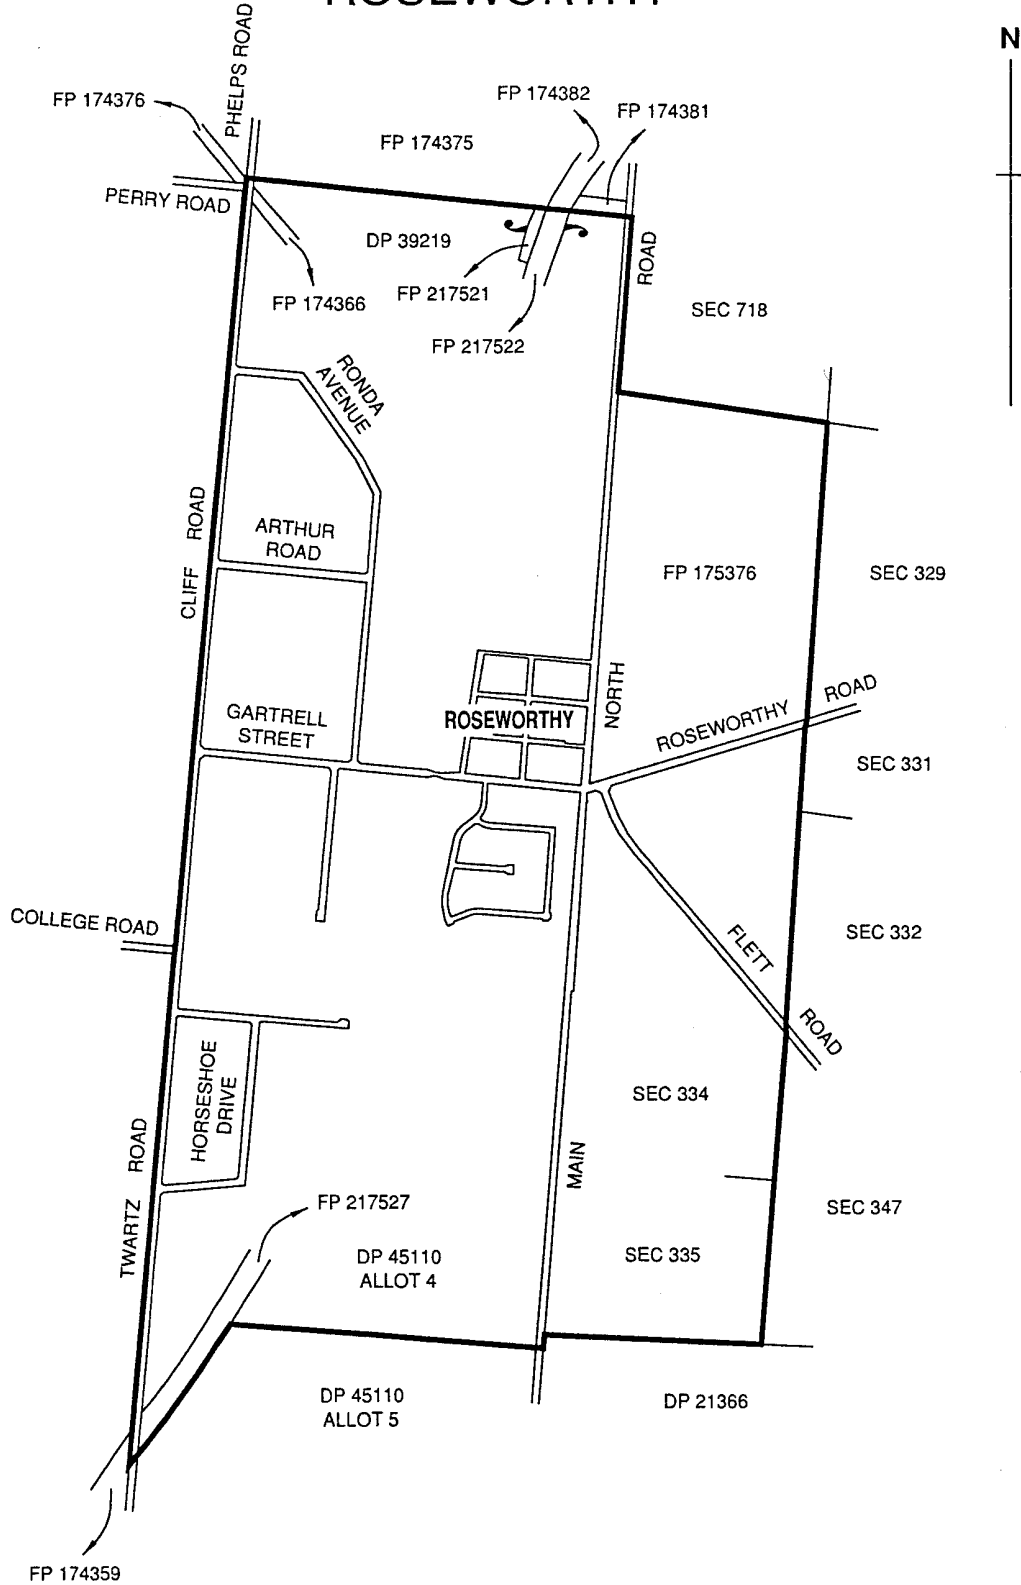 N
PHELPS ROAD
FP 174376
FP 174382
FP 174381
FP 174375
PERRY ROAD
DP 39219
ROAD
FP 174366
FP 217521
SEC 718
FP 217522
RONDA
AVENUE
CLIFF ROAD
ARTHUR
ROAD
FP 175376
SEC 329
GARTRELL
STREET
ROSEWORTHY
NORTH
ROSEWORTHY ROAD
SEC 331
COLLEGE ROAD
FLETT ROAD
SEC 332
HORSESHOE
DRIVE
SEC 334
TWARTZ ROAD
MAIN
FP 217527
SEC 347
DP 45110
ALLOT 4
SEC 335
DP 45110
ALLOT 5
DP 21366
FP 174359